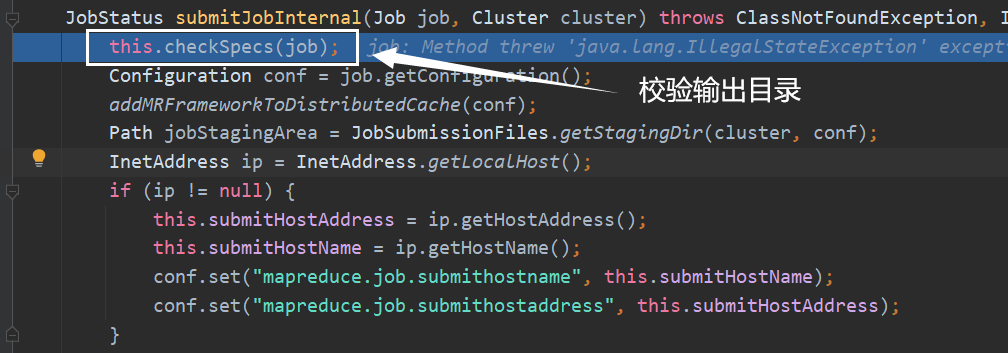 JobStatus submitJobInternal(Job job, Cluster cluster) throws ClassNotFoundException, I
this.checkSpecs(job); job: Method threw 'java.lang.IllegalStateException' except
Configuration conf = job.getConfiguration();
校验输出目录
addMRFrameworkToDistributedCache(conf);
Path jobStagingArea = JobSubmissionFiles.getStagingDir(cluster, conf);
InetAddress ip = InetAddress.getLocalHost();
if (ip != null) {
this.submitHostAddress = ip.getHostAddress();
this.submitHostName = ip.getHostName();
conf.set("mapreduce.job.submithostname", this.submitHostName);
conf.set("mapreduce.job.submithostaddress", this.submitHostAddress);
}